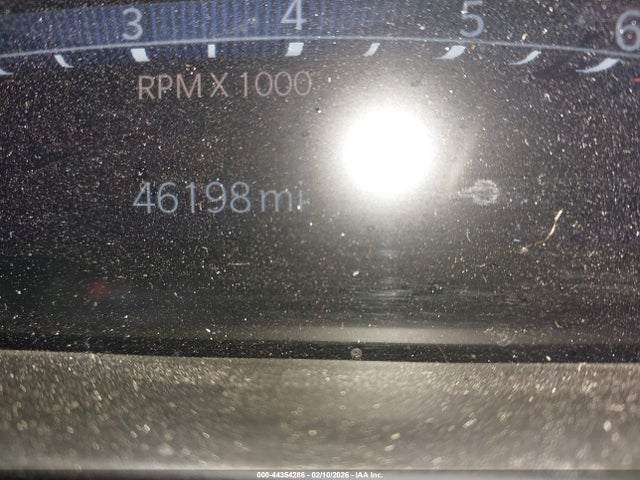 3 4 5 6
RPM X 1000
46198 mi
000-44354286 - 02/10/2026 - IAA Inc.